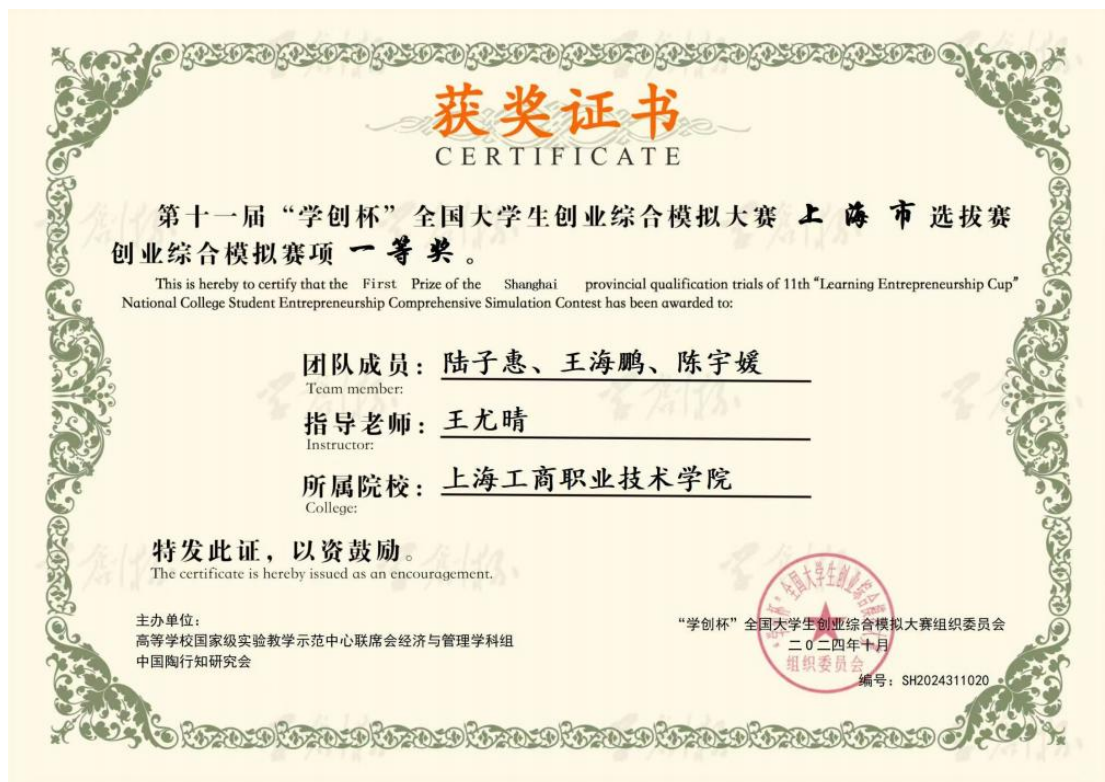 获奖证书
CERTIFICATE
第十一届“学创杯”全国大学生创业综合模拟大赛 上海市 选拔赛
创业综合模拟赛项 一等奖。
This is hereby to certify that the First Prize of the Shanghai provincial qualification trials of 11th “Learning Entrepreneurship Cup”
National College Student Entrepreneurship Comprehensive Simulation Contest has been awarded to:
团队成员：陆子惠、王海鹏、陈宇媛
Team member:
指导老师：王尤晴
Instructor:
所属院校：上海工商职业技术学院
College:
特发此证，以资鼓励。
The certificate is hereby issued as an encouragement.
主办单位：
高等学校国家级实验教学示范中心联席会经济与管理学科组
中国陶行知研究会
“学创杯”全国大学生创业综合模拟大赛组织委员会
二0二四年十月
组织委员会
编号：SH2024311020